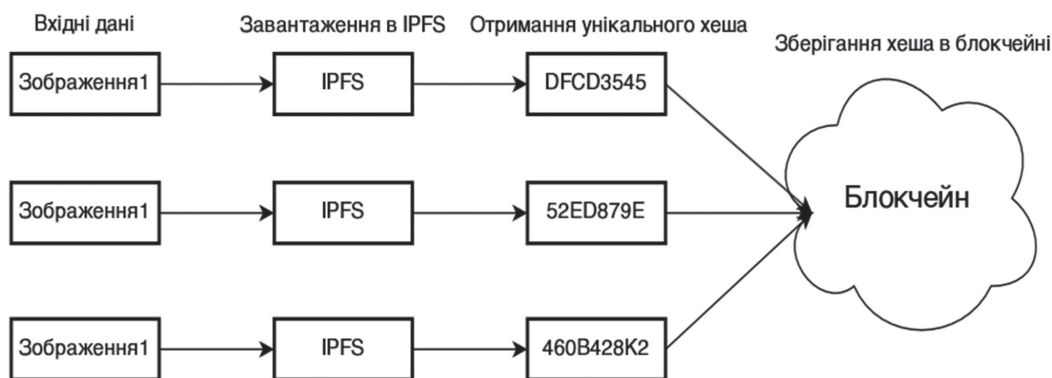 Вхідні дані
Завантаження в IPFS
Отримання унікального хеша
Зберігання хеша в блокчейні
Зображення1
IPFS
DFCD3545
Зображення1
IPFS
52ED879E
Блокчейн
Зображення1
IPFS
460B428K2